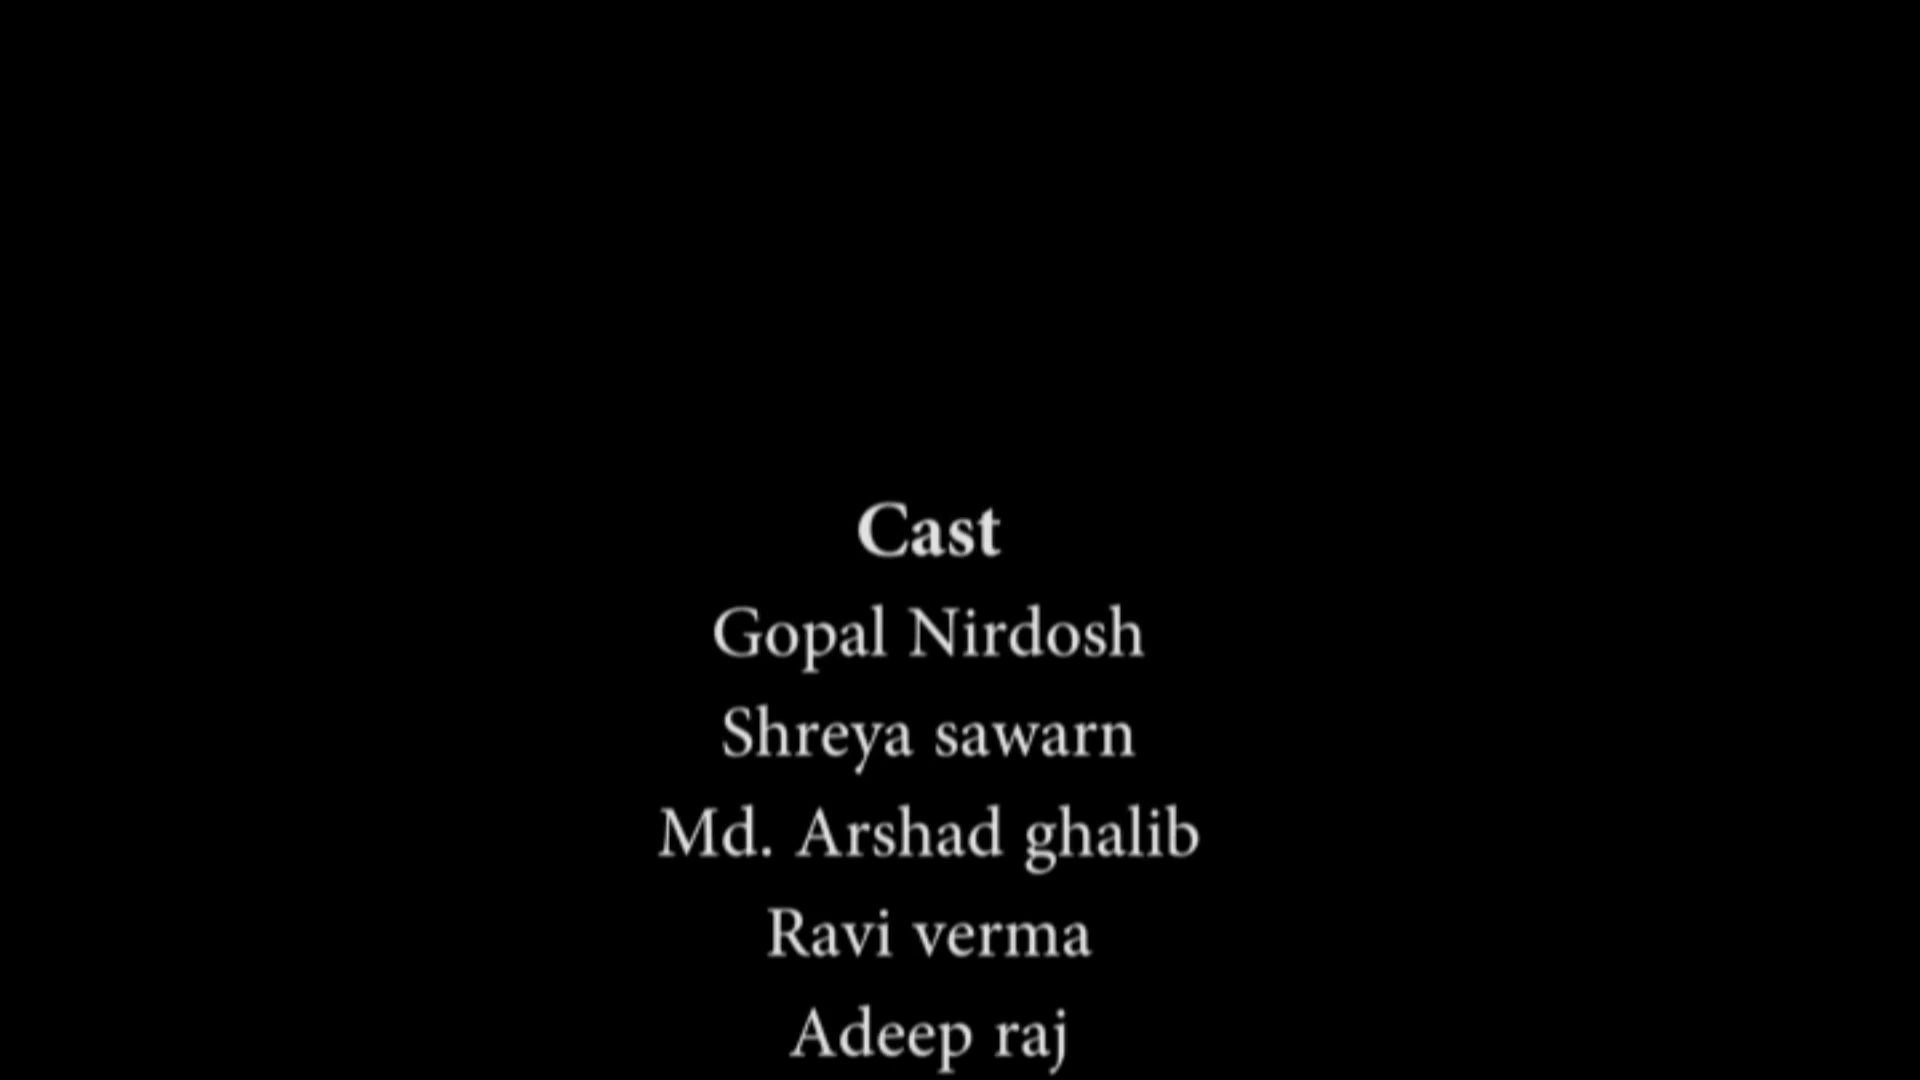 Cast
Gopal Nirdosh
Shreya sawarn
Md. Arshad ghalib
Ravi verma
Adeep raj